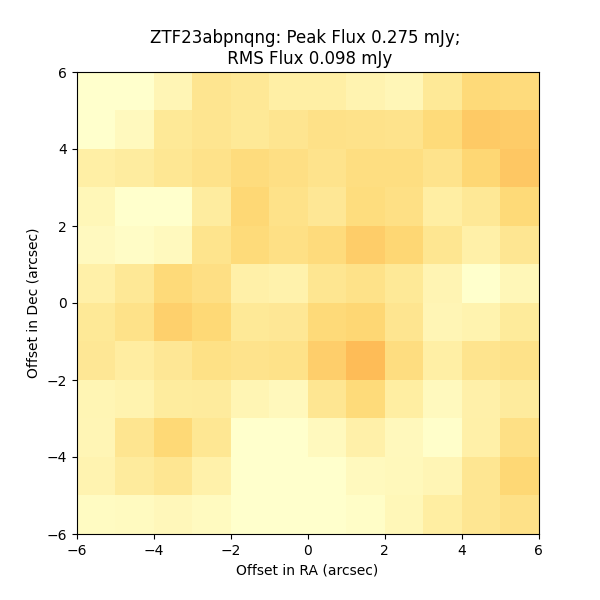 ZTF23abpnqng: Peak Flux 0.275 mJy;
RMS Flux 0.098 mJy
6
4
2
0
−2
−4
−6
Offset in Dec (arcsec)
−6 −4 −2 0 2 4 6
Offset in RA (arcsec)